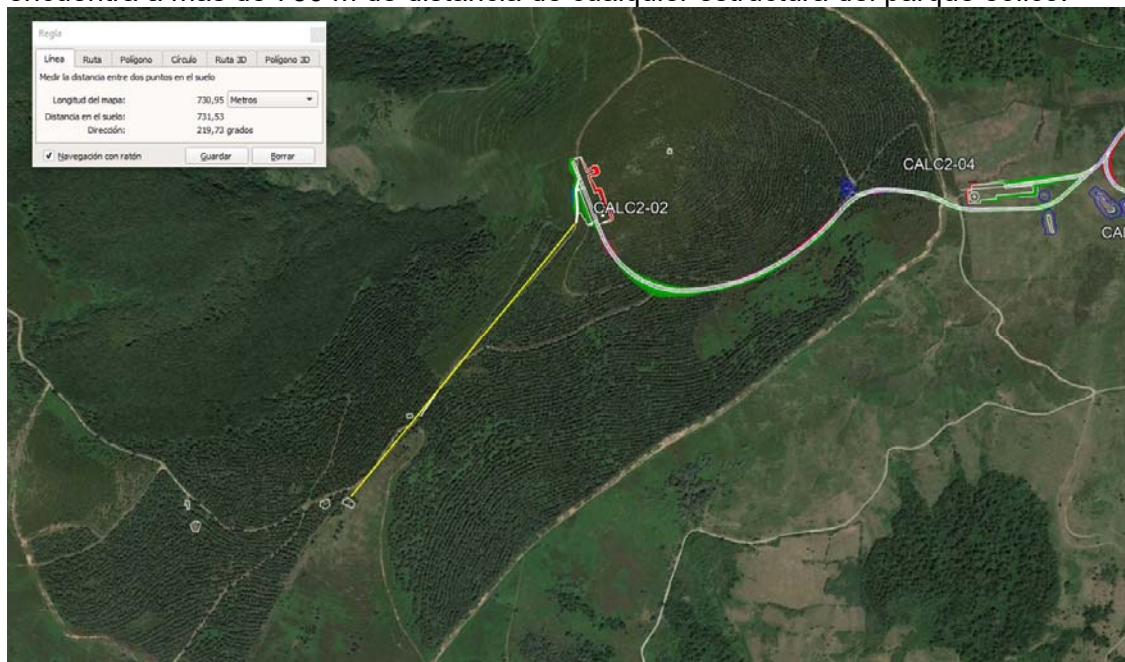 encuentra a más de 700 m de distancia de cualquier estructura del parque eólico.
Regla
Línea Ruta Polígono Círculo Ruta 3D Polígono 3D
Medir la distancia entre dos puntos en el suelo
Longitud del mapa: 730,95 Metros
Distancia en el suelo: 731,53
Dirección: 219,73 grados
Navegación con ratón Guardar Borrar
CALC2-04
CALC2-02
CAL